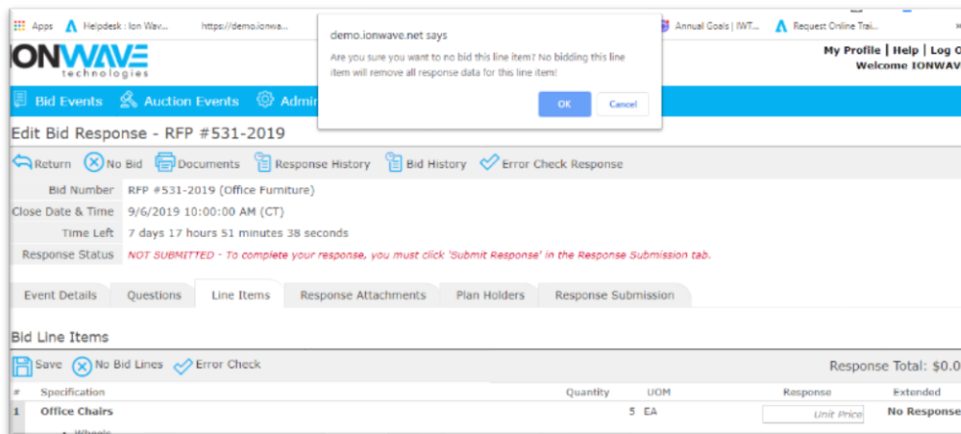 Apps
Helpdesk : Ion Wav...
https://demo.ionwa...
Annual Goals | IWT...
Request Online Trai...
demo.ionwave.net says
Are you sure you want to no bid this line item? No bidding this line
item will remove all response data for this line item!
OK
Cancel
IONWAVE
technologies
My Profile | Help | Log O
Welcome IONWAV
Bid Events
Auction Events
Admin
Edit Bid Response - RFP #531-2019
Return
No Bid
Documents
Response History
Bid History
Error Check Response
Bid Number RFP #531-2019 (Office Furniture)
Close Date & Time 9/6/2019 10:00:00 AM (CT)
Time Left 7 days 17 hours 51 minutes 38 seconds
Response Status NOT SUBMITTED - To complete your response, you must click 'Submit Response' in the Response Submission tab.
Event Details
Questions
Line Items
Response Attachments
Plan Holders
Response Submission
Bid Line Items
Save
No Bid Lines
Error Check
Response Total: $0.0
# Specification Quantity UOM Response Extended
1 Office Chairs 5 EA Unit Price No Response
• Wheels